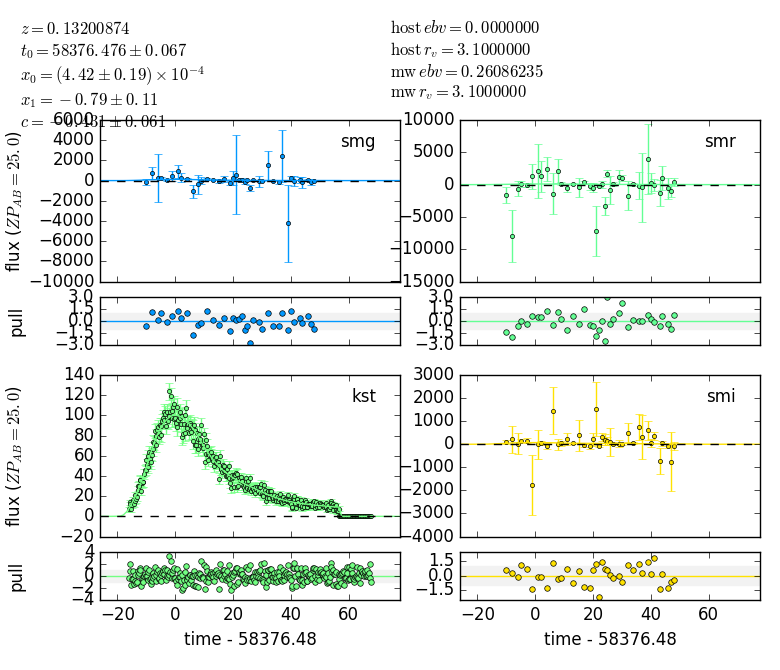 z = 0.13200874
t0 = 58376.476 ± 0.067
x0 = (4.42 ± 0.19) × 10^-4
x1 = −0.79 ± 0.11
c = −0.431 ± 0.061
host ebv = 0.0000000
host rv = 3.1000000
mw ebv = 0.26086235
mw rv = 3.1000000
flux (ZP_AB = 25.0)
6000
4000
2000
0
−2000
−4000
−6000
−8000
−10000
smg
10000
5000
0
−5000
−10000
−15000
smr
pull
3.0
1.5
0.0
−1.5
−3.0
3.0
1.5
0.0
−1.5
−3.0
flux (ZP_AB = 25.0)
140
120
100
80
60
40
20
0
−20
kst
3000
2000
1000
0
−1000
−2000
−3000
−4000
smi
pull
4
2
0
−2
−4
1.5
0.0
−1.5
−20 0 20 40 60
−20 0 20 40 60
time - 58376.48
time - 58376.48